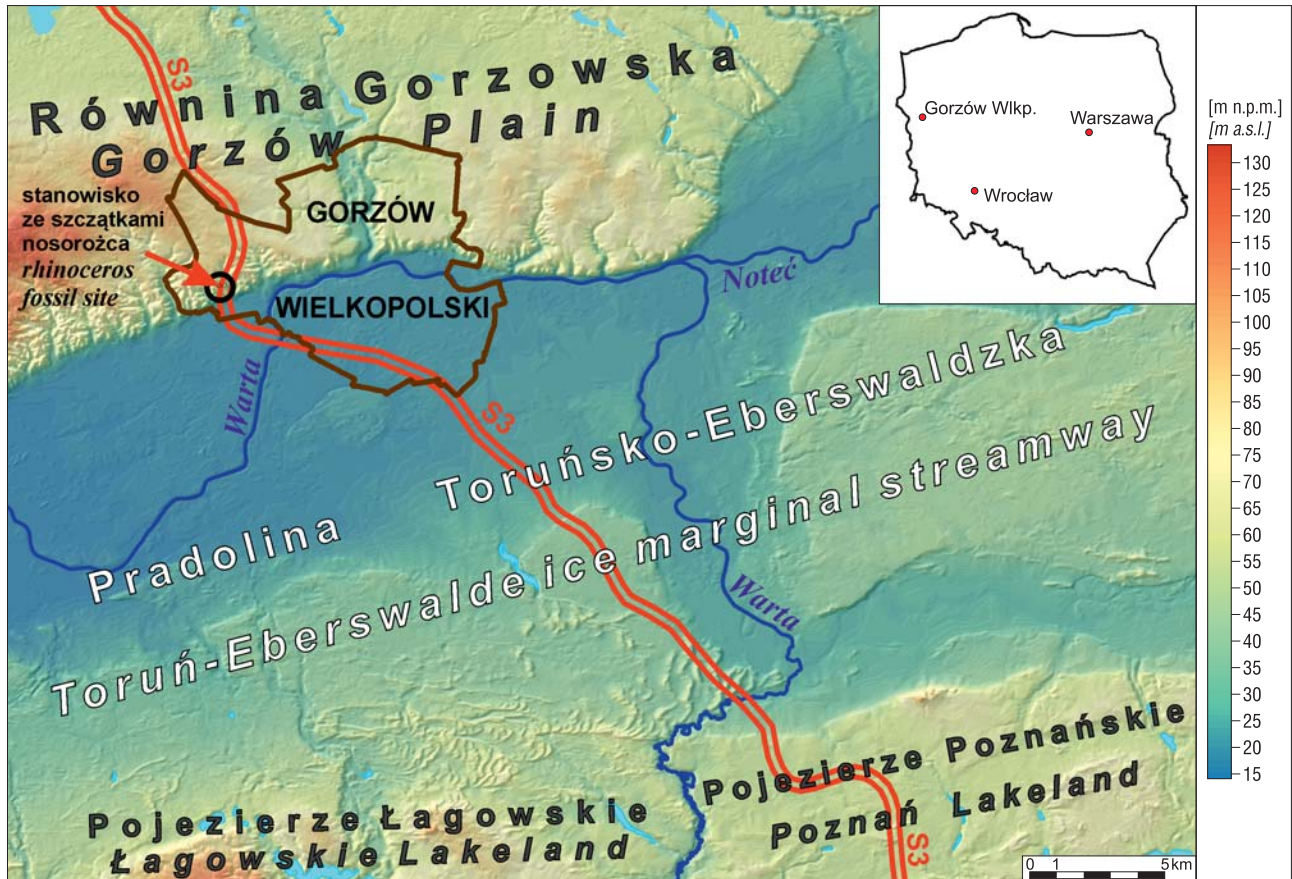 S3
Równina Gorzowska
Gorzów Plain
stanowisko
ze szczątkami
nosorożca
rhinoceros
fossil site
GORZÓW
WIELKOPOLSKI
Noteć
Warta
S3
Pradolina Toruńsko-Eberswaldzka
Toruń-Eberswalde ice marginal streamway
Warta
Pojezierze Poznańskie
Poznań Lakeland
Pojezierze Łagowskie
Łagowskie Lakeland
S3
0 1 5 km
Gorzów Wlkp.
Warszawa
Wrocław
[m n.p.m.]
[m a.s.l.]
130
125
120
115
110
105
100
95
90
85
80
75
70
65
60
55
50
45
40
35
30
25
20
15